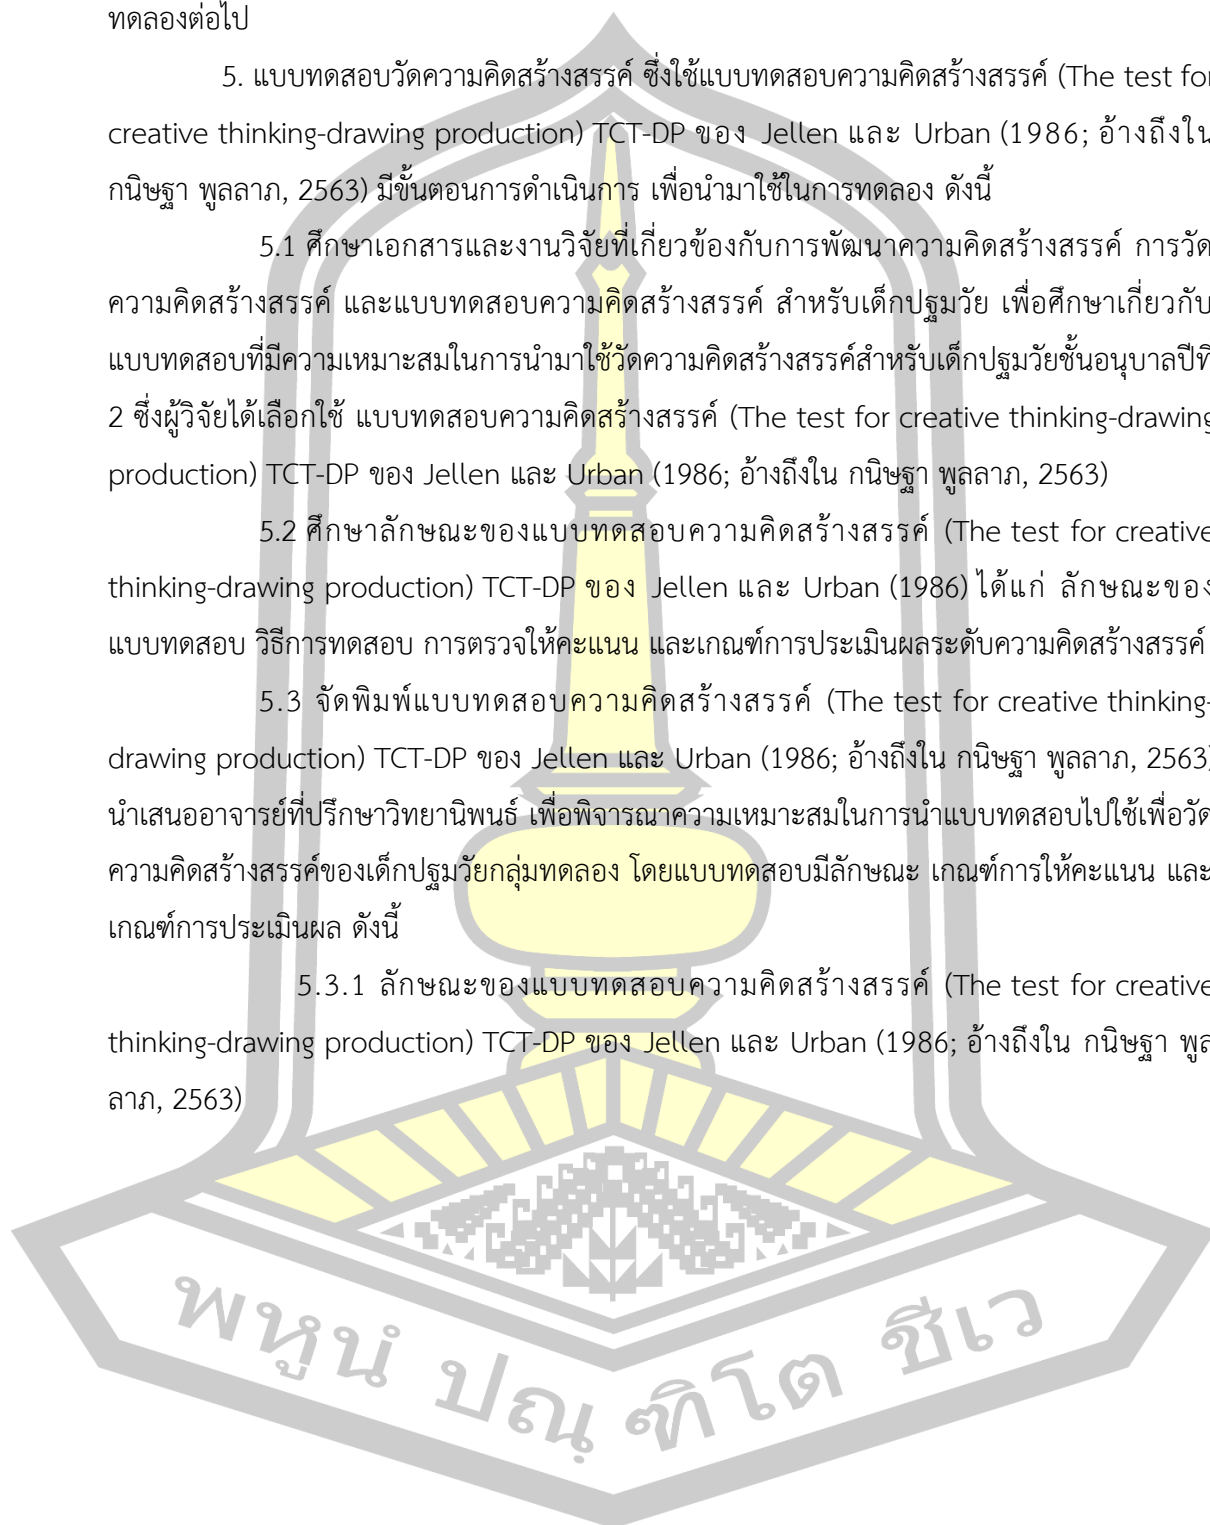 ทดลองต่อไป
5. แบบทดสอบวัดความคิดสร้างสรรค์ ซึ่งใช้แบบทดสอบความคิดสร้างสรรค์ (The test for
creative thinking-drawing production) TCT-DP ของ Jellen และ Urban (1986; อ้างถึงใน
กนิษฐา พูลลาภ, 2563) มีขั้นตอนการดำเนินการ เพื่อนำมาใช้ในการทดลอง ดังนี้
5.1 ศึกษาเอกสารและงานวิจัยที่เกี่ยวข้องกับการพัฒนาความคิดสร้างสรรค์ การวัด
ความคิดสร้างสรรค์ และแบบทดสอบความคิดสร้างสรรค์ สำหรับเด็กปฐมวัย เพื่อศึกษาเกี่ยวกับ
แบบทดสอบที่มีความเหมาะสมในการนำมาใช้วัดความคิดสร้างสรรค์สำหรับเด็กปฐมวัยชั้นอนุบาลปีที่
2 ซึ่งผู้วิจัยได้เลือกใช้ แบบทดสอบความคิดสร้างสรรค์ (The test for creative thinking-drawing
production) TCT-DP ของ Jellen และ Urban (1986; อ้างถึงใน กนิษฐา พูลลาภ, 2563)
5.2 ศึกษาลักษณะของแบบทดสอบความคิดสร้างสรรค์ (The test for creative
thinking-drawing production) TCT-DP ของ Jellen และ Urban (1986) ได้แก่ ลักษณะของ
แบบทดสอบ วิธีการทดสอบ การตรวจให้คะแนน และเกณฑ์การประเมินผลระดับความคิดสร้างสรรค์
5.3 จัดพิมพ์แบบทดสอบความคิดสร้างสรรค์ (The test for creative thinking-
drawing production) TCT-DP ของ Jellen และ Urban (1986; อ้างถึงใน กนิษฐา พูลลาภ, 2563)
นำเสนออาจารย์ที่ปรึกษาวิทยานิพนธ์ เพื่อพิจารณาความเหมาะสมในการนำแบบทดสอบไปใช้เพื่อวัด
ความคิดสร้างสรรค์ของเด็กปฐมวัยกลุ่มทดลอง โดยแบบทดสอบมีลักษณะ เกณฑ์การให้คะแนน และ
เกณฑ์การประเมินผล ดังนี้
5.3.1 ลักษณะของแบบทดสอบความคิดสร้างสรรค์ (The test for creative
thinking-drawing production) TCT-DP ของ Jellen และ Urban (1986; อ้างถึงใน กนิษฐา พูล
ลาภ, 2563)
พหูนํ ปณฺฑิโต ชีเว